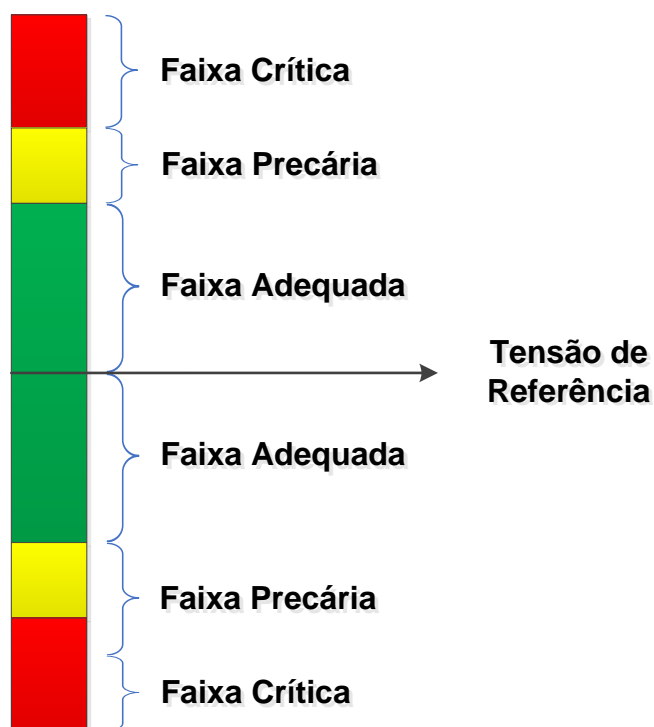 Faixa Crítica
Faixa Precária
Faixa Adequada
Tensão de
Referência
Faixa Adequada
Faixa Precária
Faixa Crítica